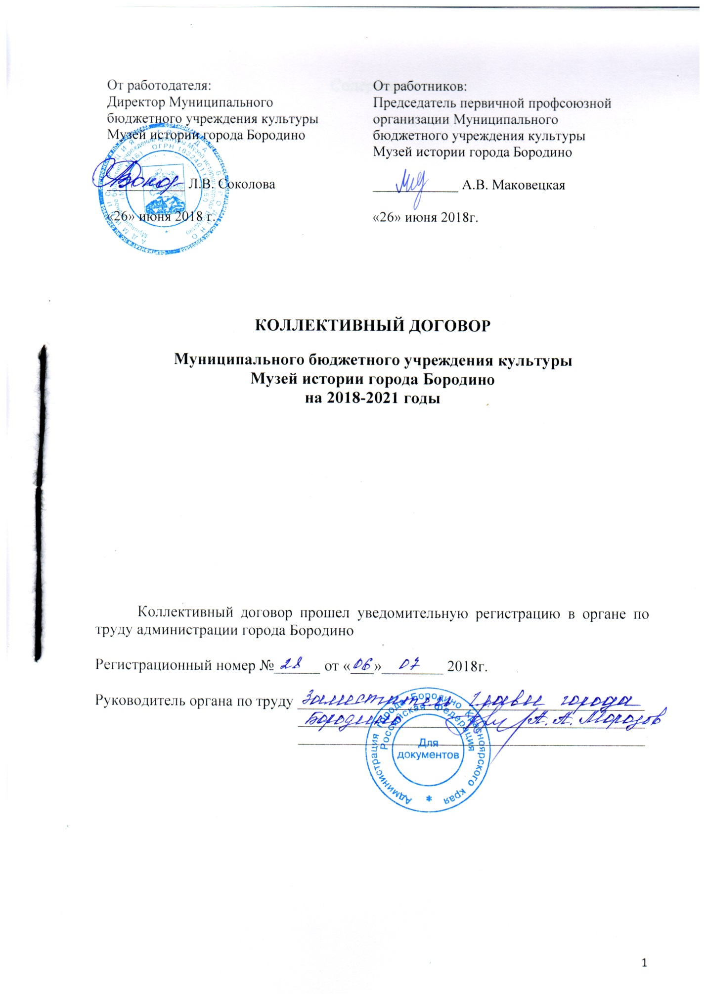 От работодателя:
Директор Муниципального
бюджетного учреждения культуры
Музей истории города Бородино
Л.В. Соколова
«26» июня 2018 г.
От работников:
Председатель первичной профсоюзной
организации Муниципального
бюджетного учреждения культуры
Музей истории города Бородино
А.В. Маковецкая
«26» июня 2018г.
КОЛЛЕКТИВНЫЙ ДОГОВОР
Муниципального бюджетного учреждения культуры
Музей истории города Бородино
на 2018-2021 годы
Коллективный договор прошел уведомительную регистрацию в органе по
труду администрации города Бородино
Регистрационный номер № 28 от «06» 07 2018г.
Руководитель органа по труду Заместитель Главы города
Бородино А.А. Морозов
Администрация города Бородино Красноярского края
Российская Федерация
Для
документов
1